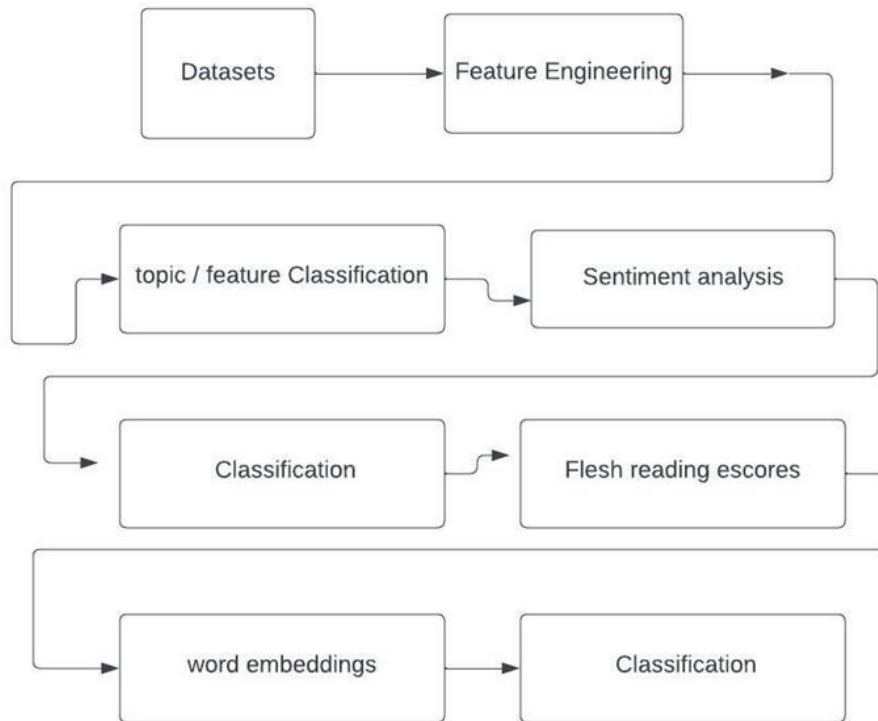 Datasets
Feature Engineering
topic / feature Classification
Sentiment analysis
Classification
Flesh reading escores
word embeddings
Classification